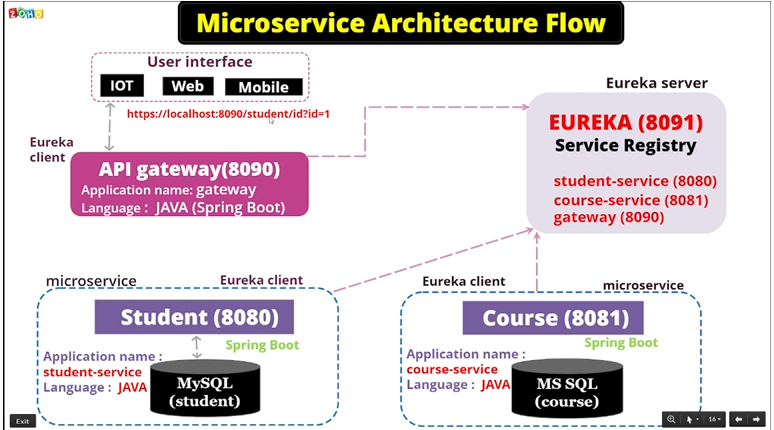 ZOHO
Microservice Architecture Flow
User interface
IOT
Web
Mobile
https://localhost:8090/student/id?id=1
Eureka
client
API gateway(8090)
Application name: gateway
Language : JAVA (Spring Boot)
Eureka server
EUREKA (8091)
Service Registry
student-service (8080)
course-service (8081)
gateway (8090)
microservice
Eureka client
Student (8080)
Spring Boot
Application name :
student-service
Language : JAVA
MySQL
(student)
Eureka client
microservice
Course (8081)
Spring Boot
Application name :
course-service
Language : JAVA
MS SQL
(course)
Exit
16